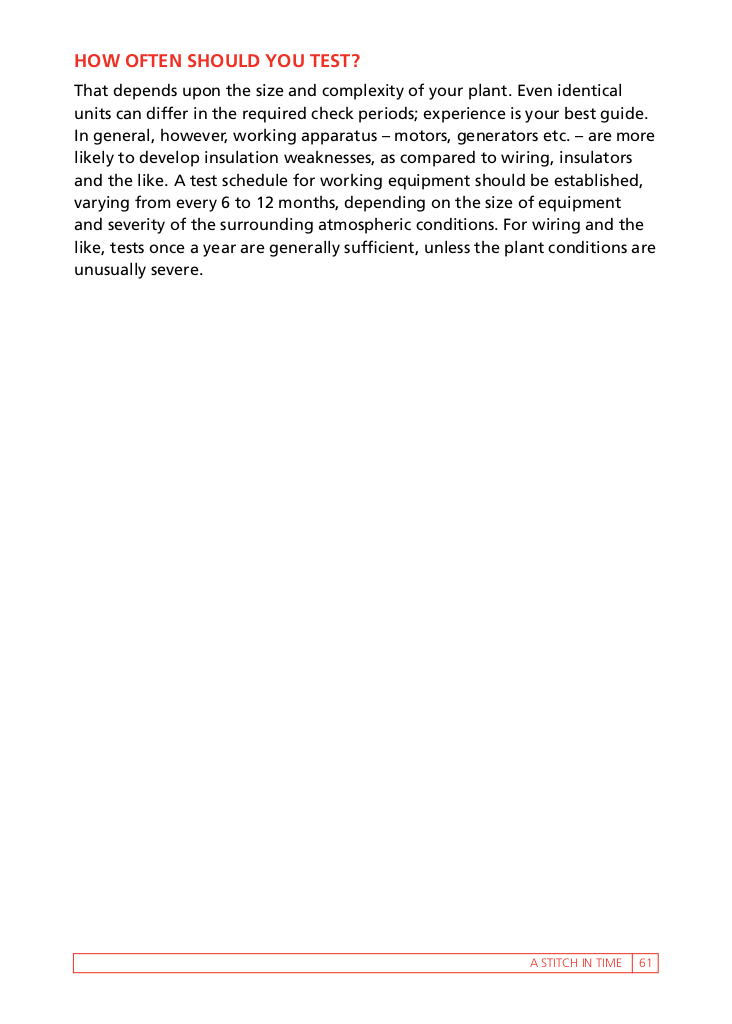 HOW OFTEN SHOULD YOU TEST?
That depends upon the size and complexity of your plant. Even identical
units can differ in the required check periods; experience is your best guide.
In general, however, working apparatus – motors, generators etc. – are more
likely to develop insulation weaknesses, as compared to wiring, insulators
and the like. A test schedule for working equipment should be established,
varying from every 6 to 12 months, depending on the size of equipment
and severity of the surrounding atmospheric conditions. For wiring and the
like, tests once a year are generally sufficient, unless the plant conditions are
unusually severe.
A STITCH IN TIME 61